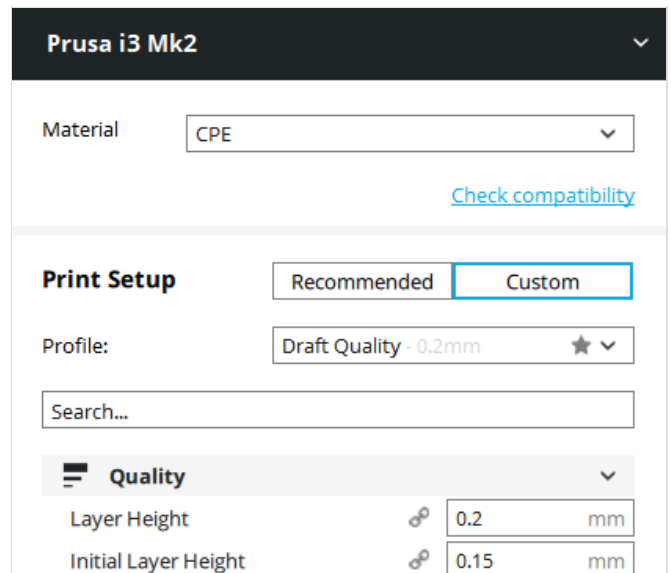 Prusa i3 Mk2
Material CPE
Check compatibility
Print Setup Recommended Custom
Profile: Draft Quality - 0.2mm
Search...
Quality
Layer Height 0.2 mm
Initial Layer Height 0.15 mm